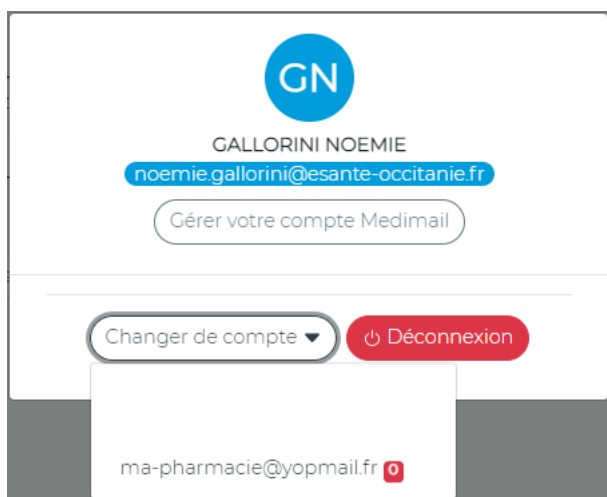 GN
GALLORINI NOEMIE
noemie.gallorini@esante-occitanie.fr
Gérer votre compte Medimail
Changer de compte
Déconnexion
ma-pharmacie@yopmail.fr 0